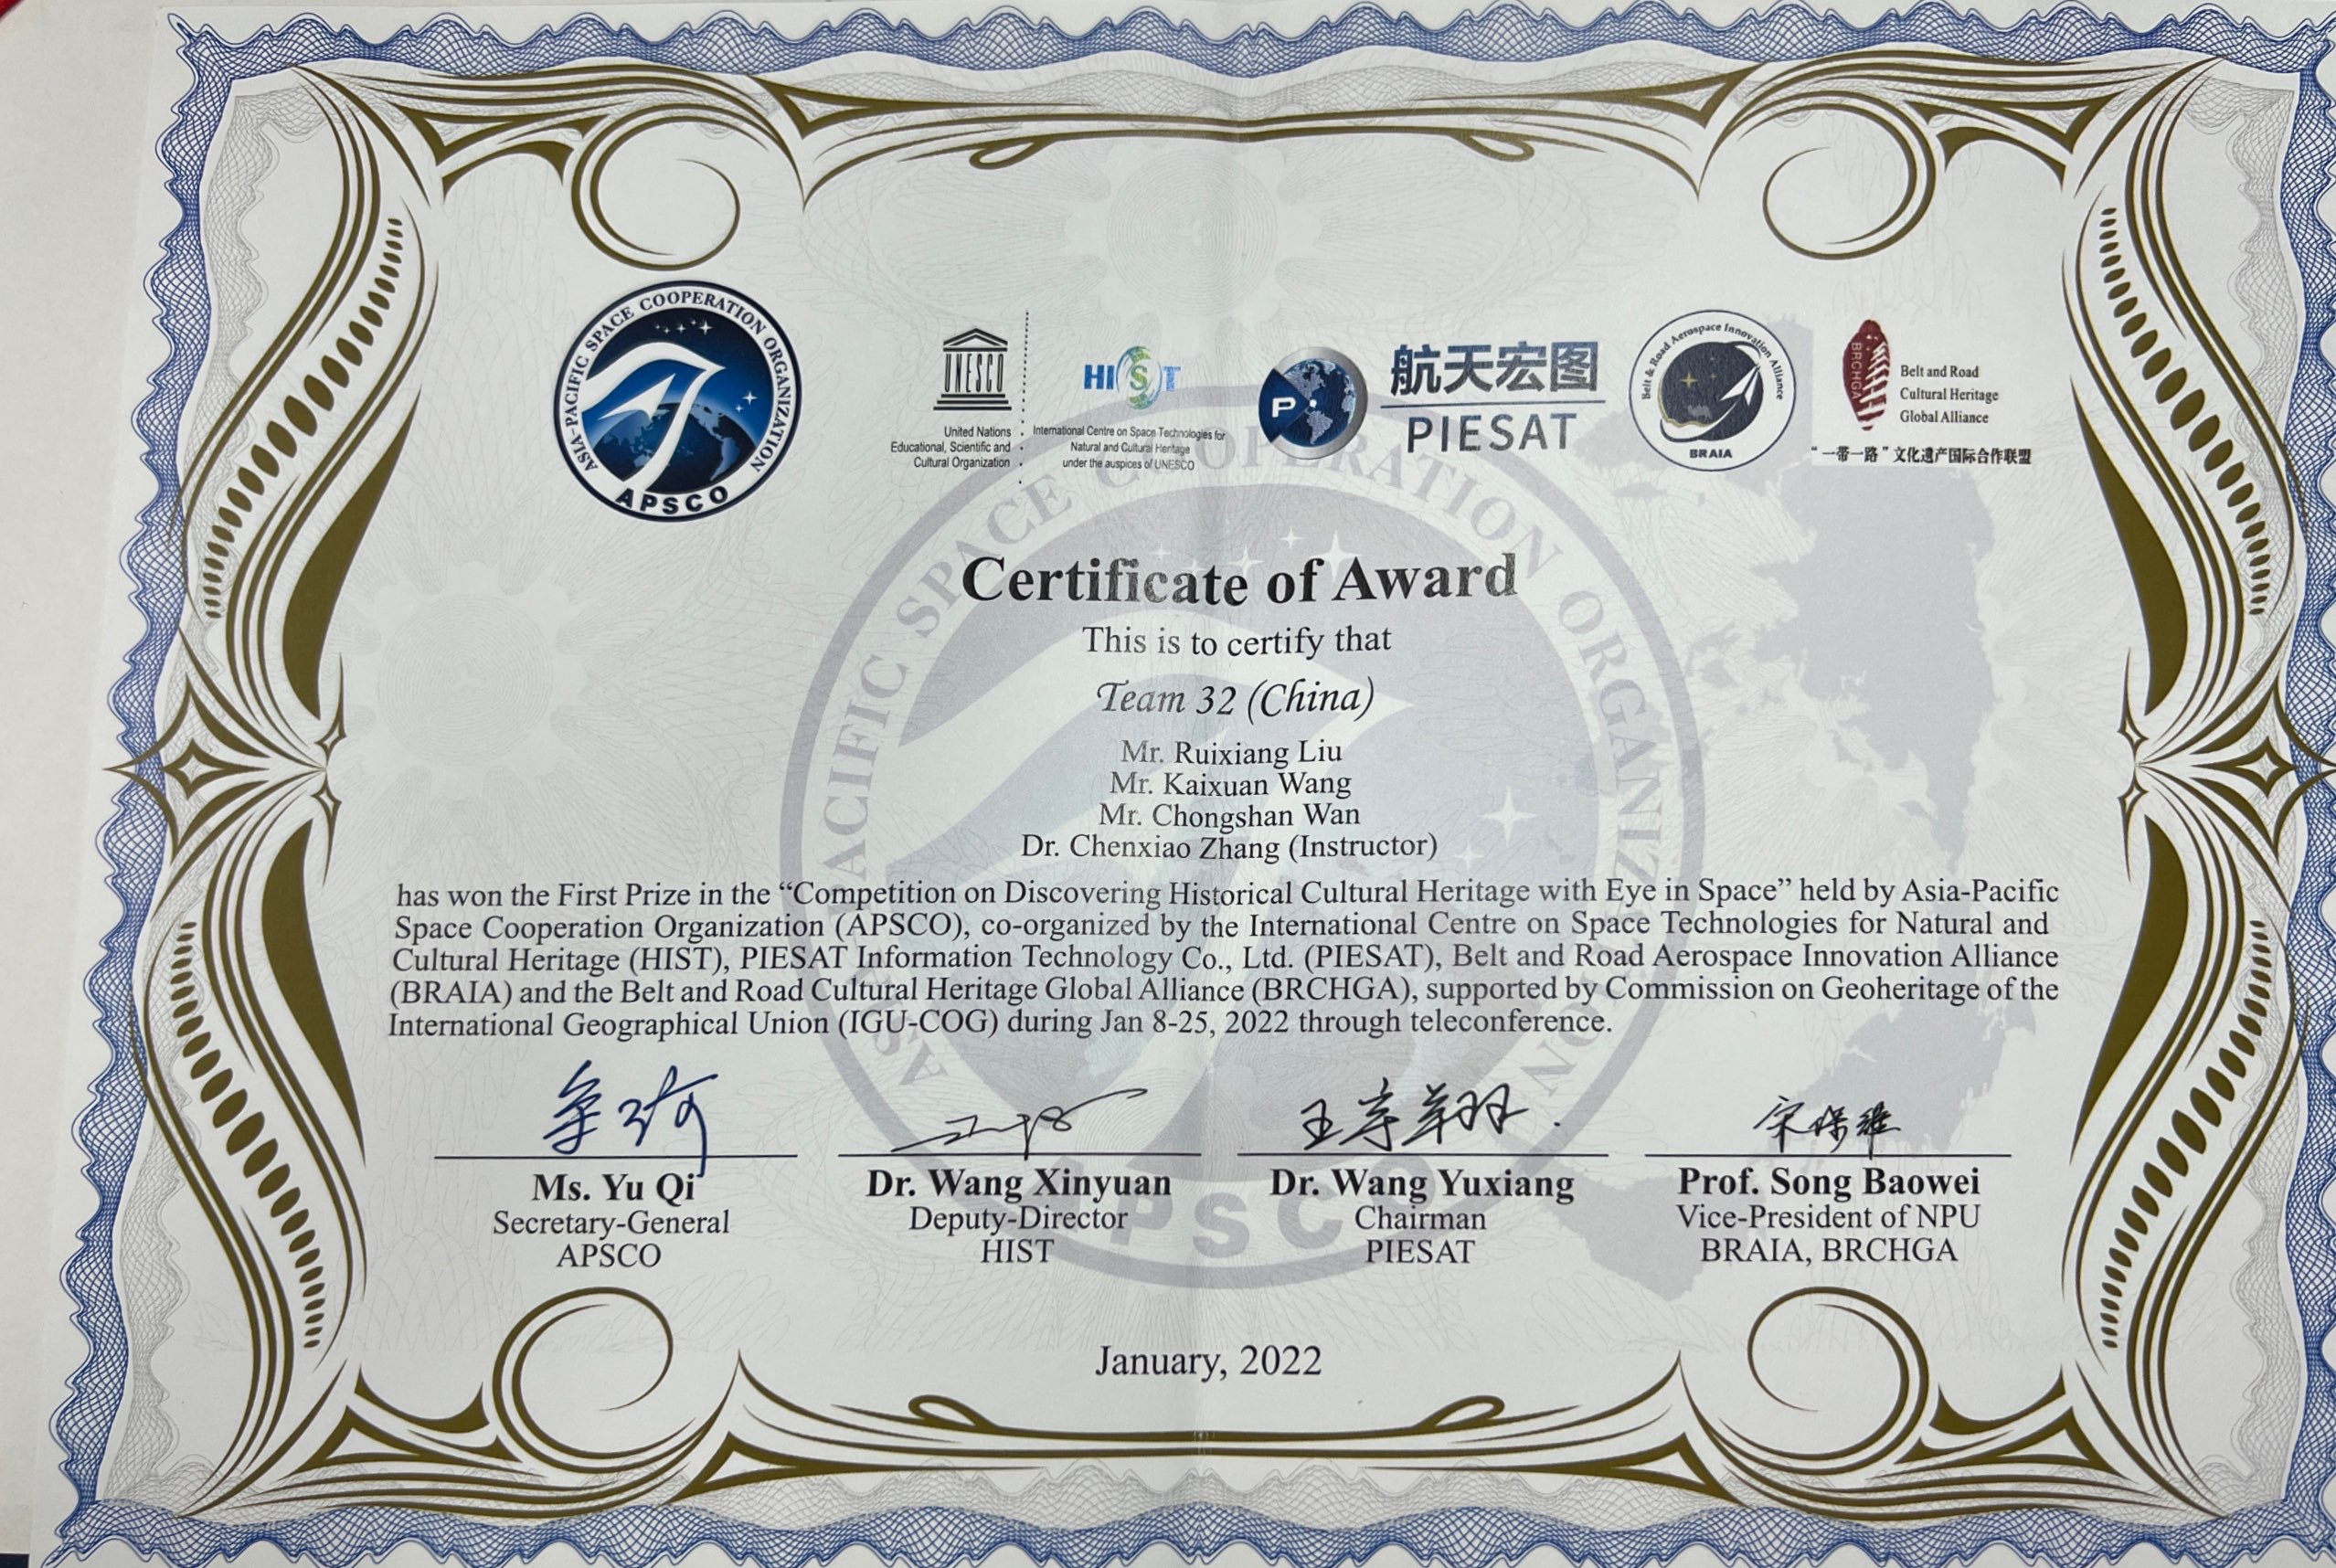 ASIA-PACIFIC SPACE COOPERATION ORGANIZATION
APSCO
UNESCO
United Nations
Educational, Scientific and
Cultural Organization
HIST
International Centre on Space Technologies for
Natural and Cultural Heritage
under the auspices of UNESCO
P
航天宏图
PIESAT
Belt & Road Aerospace Innovation Alliance
BRAIA
BRCHGA
Belt and Road
Cultural Heritage
Global Alliance
“一带一路”文化遗产国际合作联盟
Certificate of Award
This is to certify that
Team 32 (China)
Mr. Ruixiang Liu
Mr. Kaixuan Wang
Mr. Chongshan Wan
Dr. Chenxiao Zhang (Instructor)
has won the First Prize in the “Competition on Discovering Historical Cultural Heritage with Eye in Space” held by Asia-Pacific
Space Cooperation Organization (APSCO), co-organized by the International Centre on Space Technologies for Natural and
Cultural Heritage (HIST), PIESAT Information Technology Co., Ltd. (PIESAT), Belt and Road Aerospace Innovation Alliance
(BRAIA) and the Belt and Road Cultural Heritage Global Alliance (BRCHGA), supported by Commission on Geoheritage of the
International Geographical Union (IGU-COG) during Jan 8-25, 2022 through teleconference.
王宇翔 宋保维
Ms. Yu Qi Dr. Wang Xinyuan Dr. Wang Yuxiang Prof. Song Baowei
Secretary-General Deputy-Director Chairman Vice-President of NPU
APSCO HIST PIESAT BRAIA, BRCHGA
January, 2022